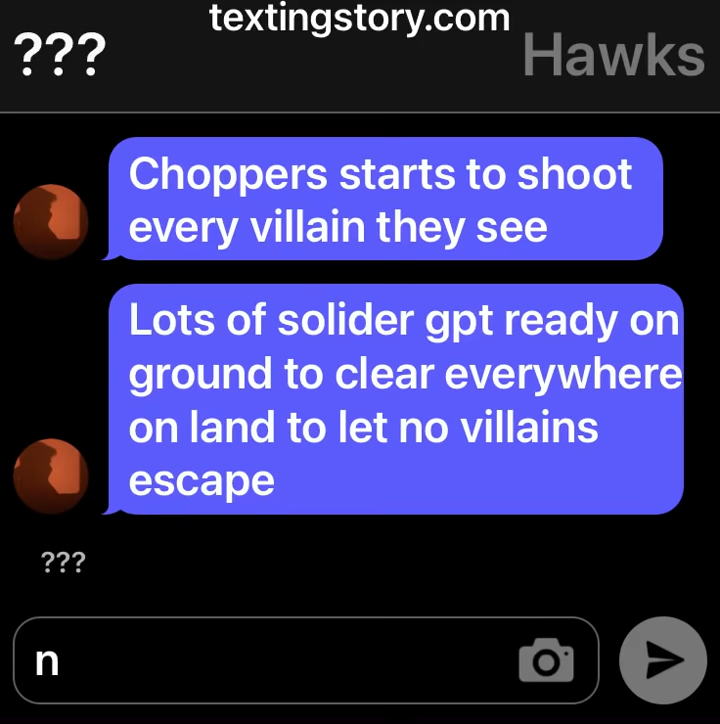 textingstory.com
??? Hawks
Choppers starts to shoot
every villain they see
Lots of solider gpt ready on
ground to clear everywhere
on land to let no villains
escape
???
n